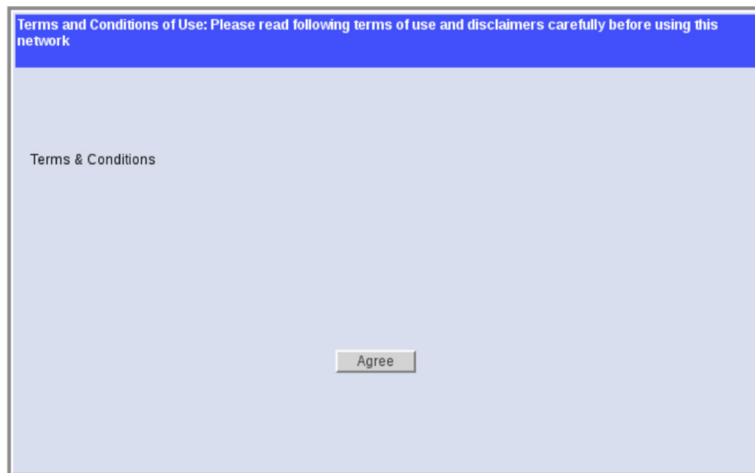 Terms and Conditions of Use: Please read following terms of use and disclaimers carefully before using this
network
Terms & Conditions
Agree